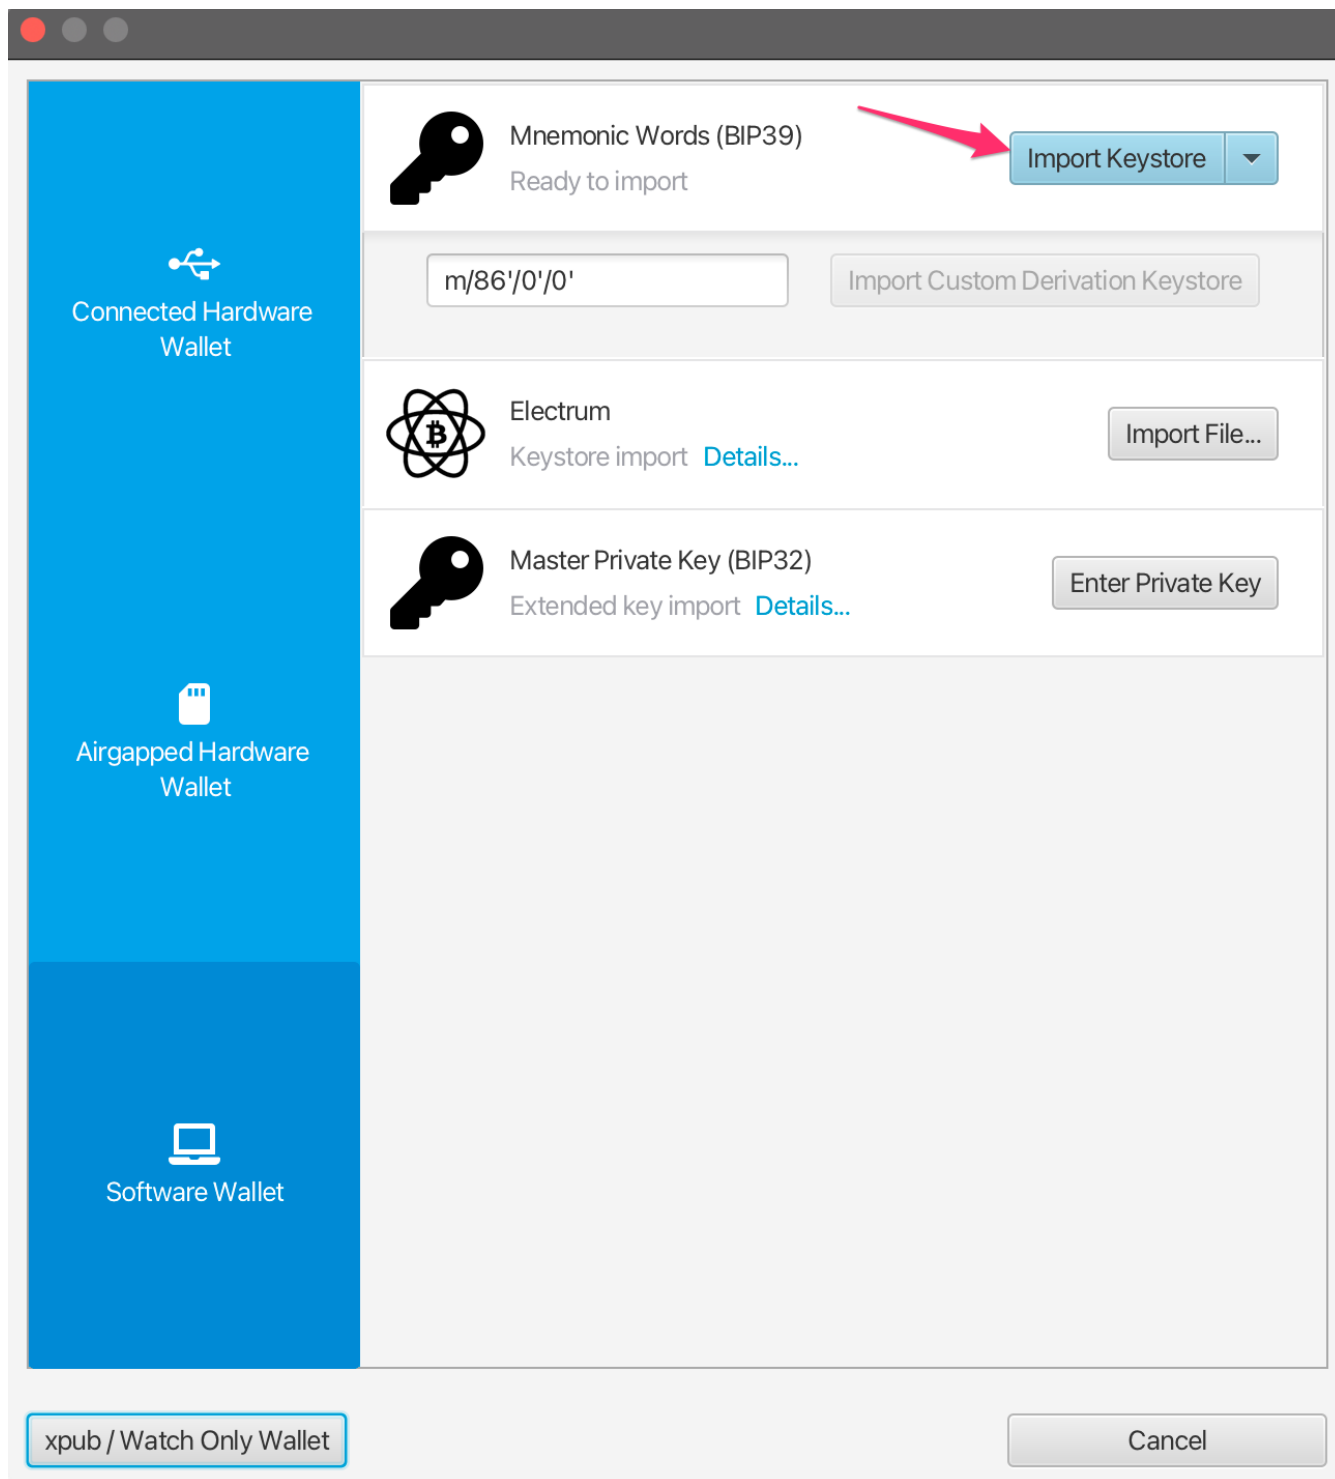 Connected Hardware
Wallet
Airgapped Hardware
Wallet
Software Wallet
Mnemonic Words (BIP39)
Ready to import
Import Keystore
m/86'/0'/0'
Import Custom Derivation Keystore
Electrum
Keystore import Details...
Import File...
Master Private Key (BIP32)
Extended key import Details...
Enter Private Key
xpub / Watch Only Wallet
Cancel